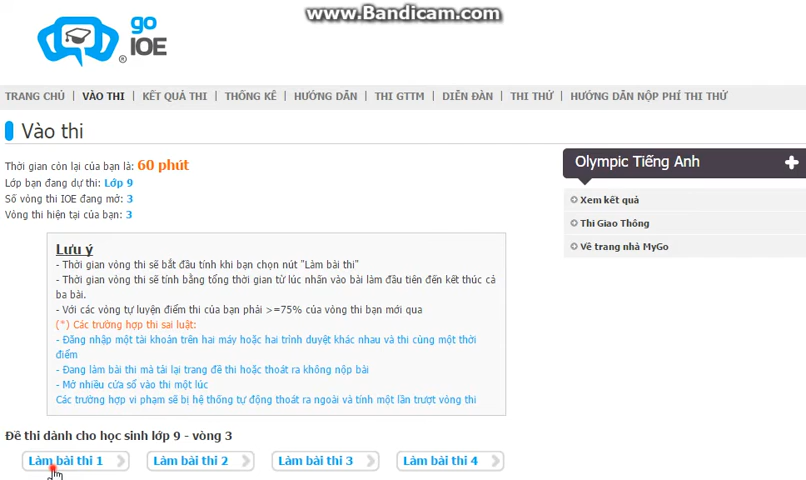 www.Bandicam.com
go
IOE
®
TRANG CHỦ | VÀO THI | KẾT QUẢ THI | THỐNG KÊ | HƯỚNG DẪN | THI GTTM | DIỄN ĐÀN | THI THỬ | HƯỚNG DẪN NỘP PHÍ THI THỬ
Vào thi
Thời gian còn lại của bạn là: 60 phút
Lớp bạn đang dự thi: Lớp 9
Số vòng thi IOE đang mở: 3
Vòng thi hiện tại của bạn: 3
Olympic Tiếng Anh
Xem kết quả
Thi Giao Thông
Về trang nhà MyGo
Lưu ý
- Thời gian vòng thi sẽ bắt đầu tính khi bạn chọn nút "Làm bài thi"
- Thời gian vòng thi sẽ tính bằng tổng thời gian từ lúc nhấn vào bài làm đầu tiên đến kết thúc cả
ba bài.
- Với các vòng tự luyện điểm thi của bạn phải >=75% của vòng thi bạn mới qua
(*) Các trường hợp thi sai luật:
- Đăng nhập một tài khoản trên hai máy hoặc hai trình duyệt khác nhau và thi cùng một thời
điểm
- Đang làm bài thi mà tải lại trang đề thi hoặc thoát ra không nộp bài
- Mở nhiều cửa sổ vào thi một lúc
Các trường hợp vi phạm sẽ bị hệ thống tự động thoát ra ngoài và tính một lần trượt vòng thi
Đề thi dành cho học sinh lớp 9 - vòng 3
Làm bài thi 1
Làm bài thi 2
Làm bài thi 3
Làm bài thi 4